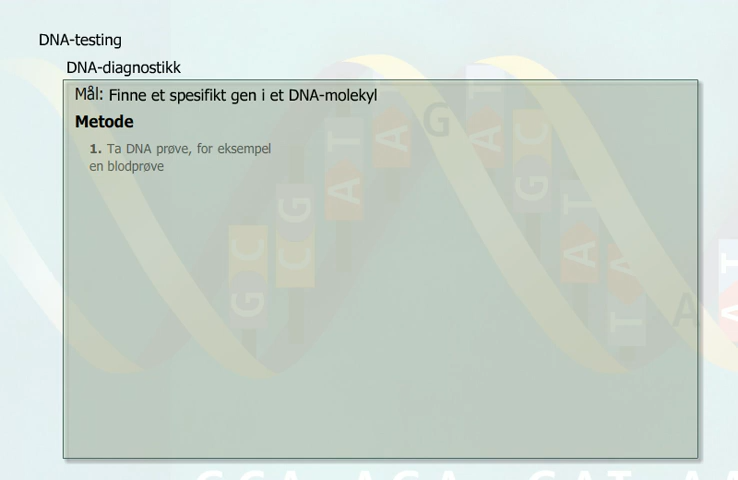 DNA-testing
DNA-diagnostikk
Mål: Finne et spesifikt gen i et DNA-molekyl
Metode
1. Ta DNA prøve, for eksempel
en blodprøve